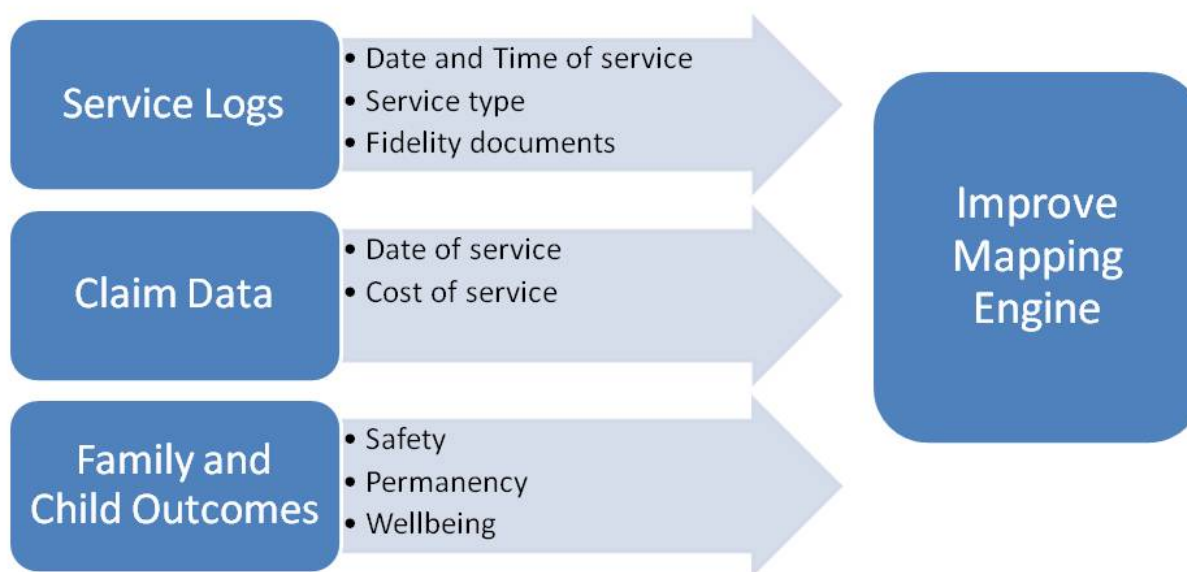 Service Logs
• Date and Time of service
• Service type
• Fidelity documents
Claim Data
• Date of service
• Cost of service
Family and
Child Outcomes
• Safety
• Permanency
• Wellbeing
Improve
Mapping
Engine